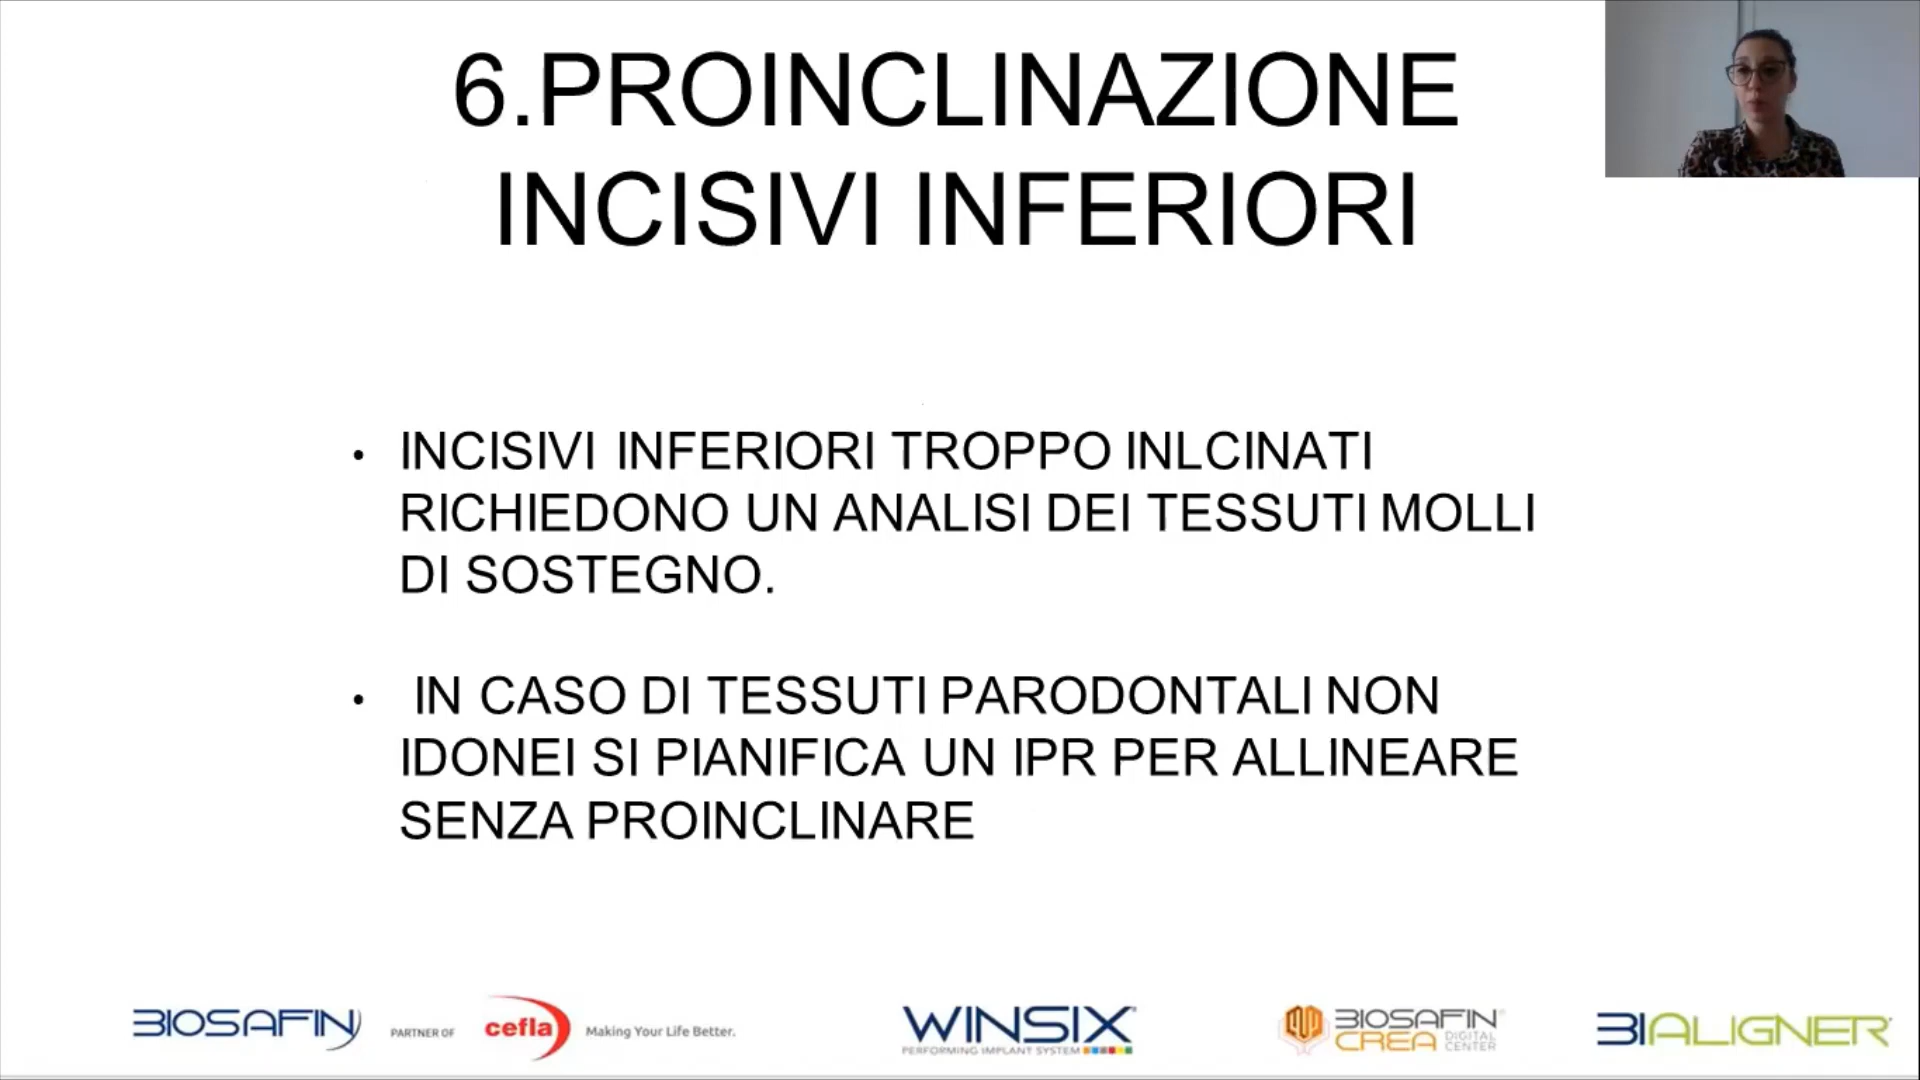 6.PROINCLINAZIONE
INCISIVI INFERIORI
• INCISIVI INFERIORI TROPPO INLCINATI
RICHIEDONO UN ANALISI DEI TESSUTI MOLLI
DI SOSTEGNO.
• IN CASO DI TESSUTI PARODONTALI NON
IDONEI SI PIANIFICA UN IPR PER ALLINEARE
SENZA PROINCLINARE
BIOSAFIN PARTNER OF cefla Making Your Life Better.
WINSIX
PERFORMING IMPLANT SYSTEM
BIOSAFIN
CREA DIGITAL CENTER
BIALIGNER